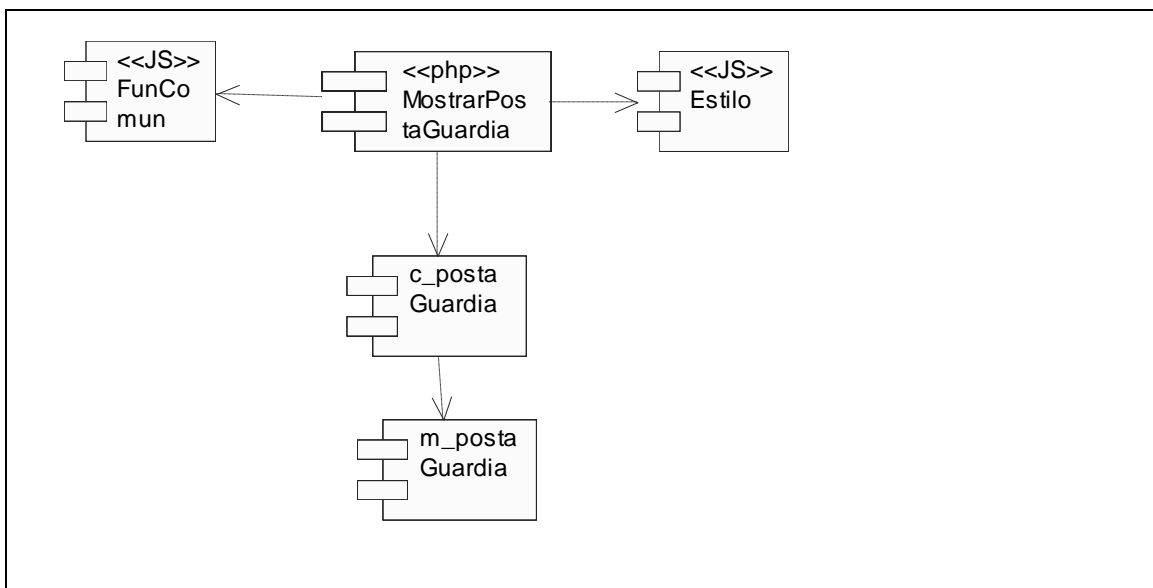 <<JS>>
FunCo
mun
<<php>>
MostrarPos
taGuardia
<<JS>>
Estilo
c_posta
Guardia
m_posta
Guardia